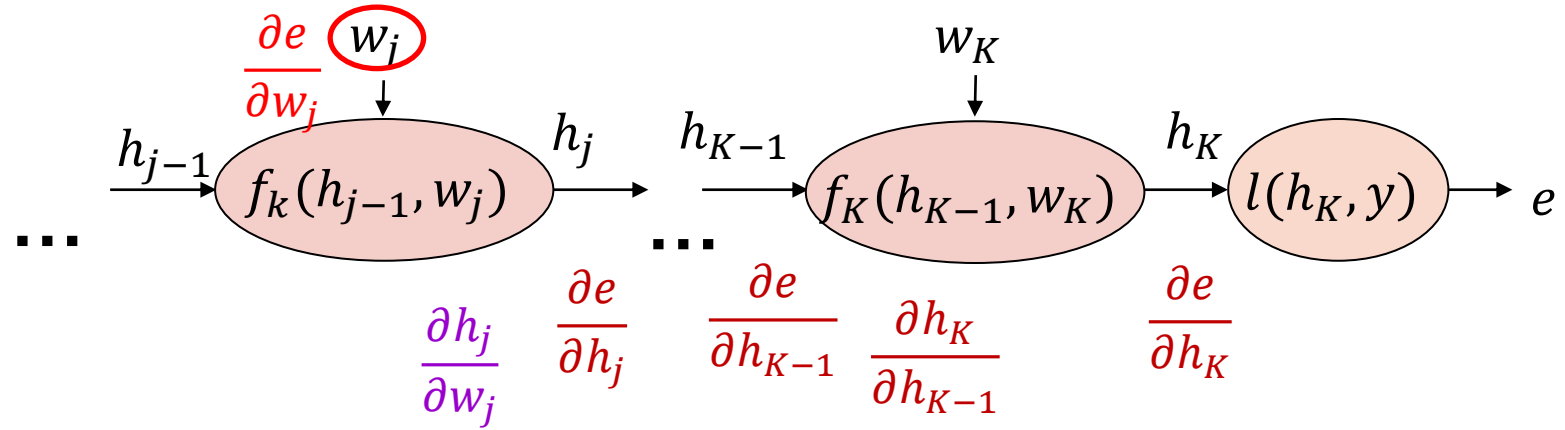 ∂e/∂w_j
w_j
w_K
h_{j−1}
f_k(h_{j−1}, w_j)
h_j
...
h_{K−1}
f_K(h_{K−1}, w_K)
h_K
l(h_K, y)
e
...
∂h_j/∂w_j
∂e/∂h_j
∂e/∂h_{K−1}
∂h_K/∂h_{K−1}
∂e/∂h_K